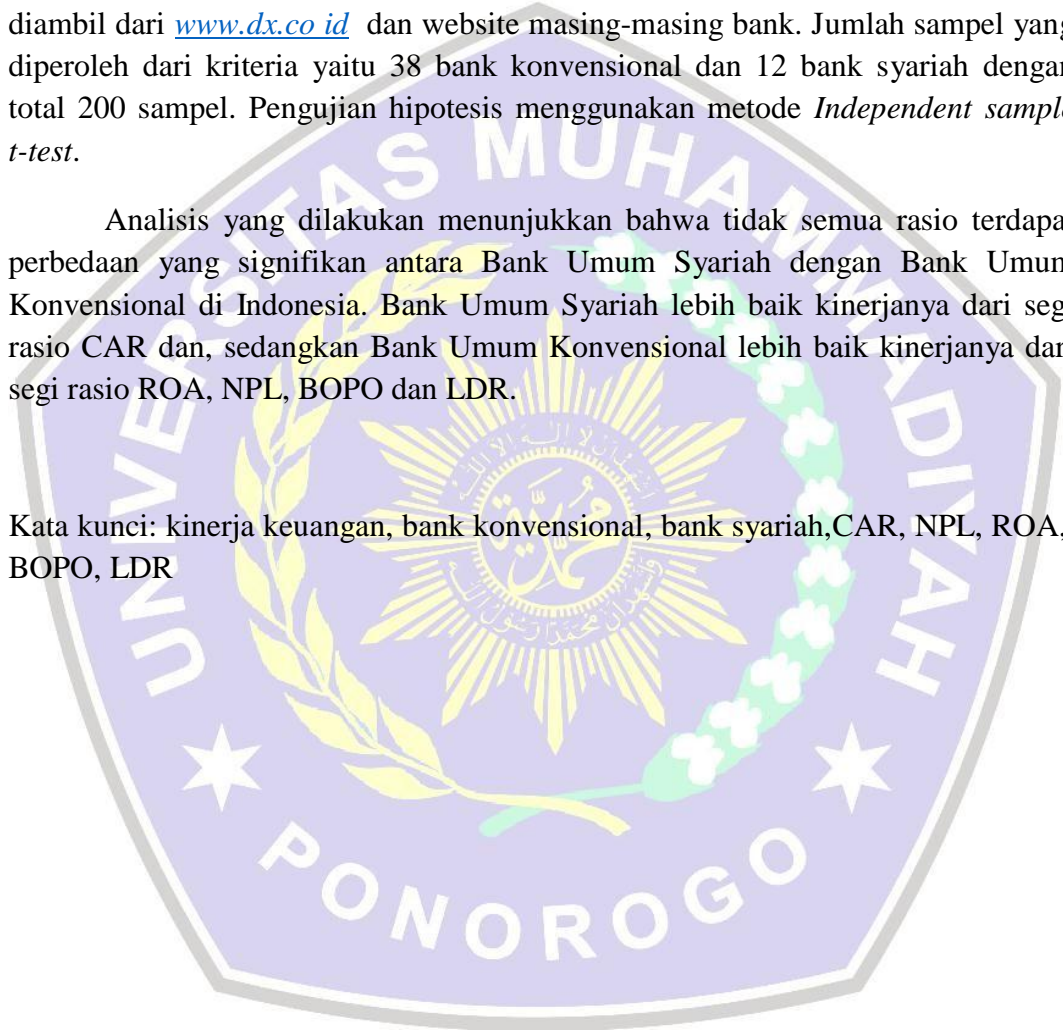 diambil dari www.dx.co id dan website masing-masing bank. Jumlah sampel yang
diperoleh dari kriteria yaitu 38 bank konvensional dan 12 bank syariah dengan
total 200 sampel. Pengujian hipotesis menggunakan metode Independent sample
t-test.
Analisis yang dilakukan menunjukkan bahwa tidak semua rasio terdapa
perbedaan yang signifikan antara Bank Umum Syariah dengan Bank Umum
Konvensional di Indonesia. Bank Umum Syariah lebih baik kinerjanya dari seg
rasio CAR dan, sedangkan Bank Umum Konvensional lebih baik kinerjanya dar
segi rasio ROA, NPL, BOPO dan LDR.
Kata kunci: kinerja keuangan, bank konvensional, bank syariah,CAR, NPL, ROA,
BOPO, LDR
UNIVERSITAS MUHAMMADIYAH
PONOROGO